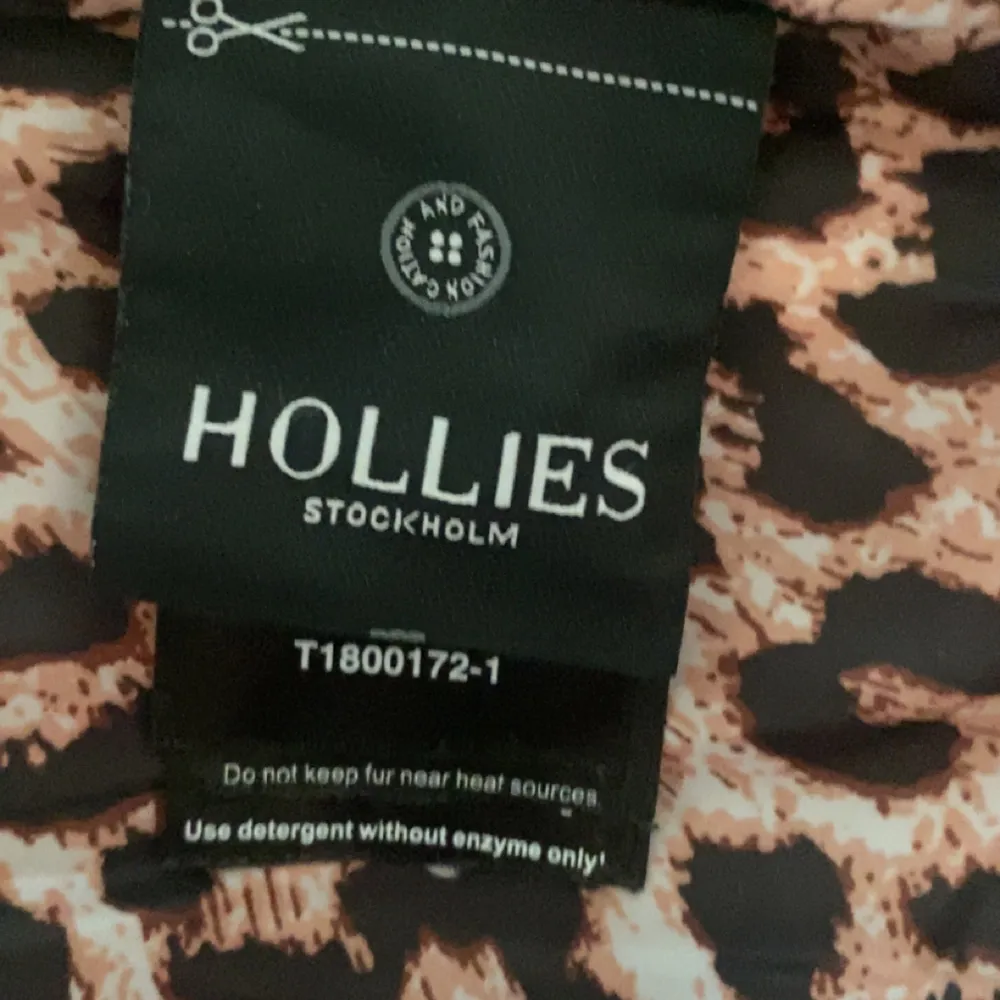 AND FASHION
HOLLIES
STOCKHOLM
T1800172-1
Do not keep fur near heat sources.
Use detergent without enzyme only!